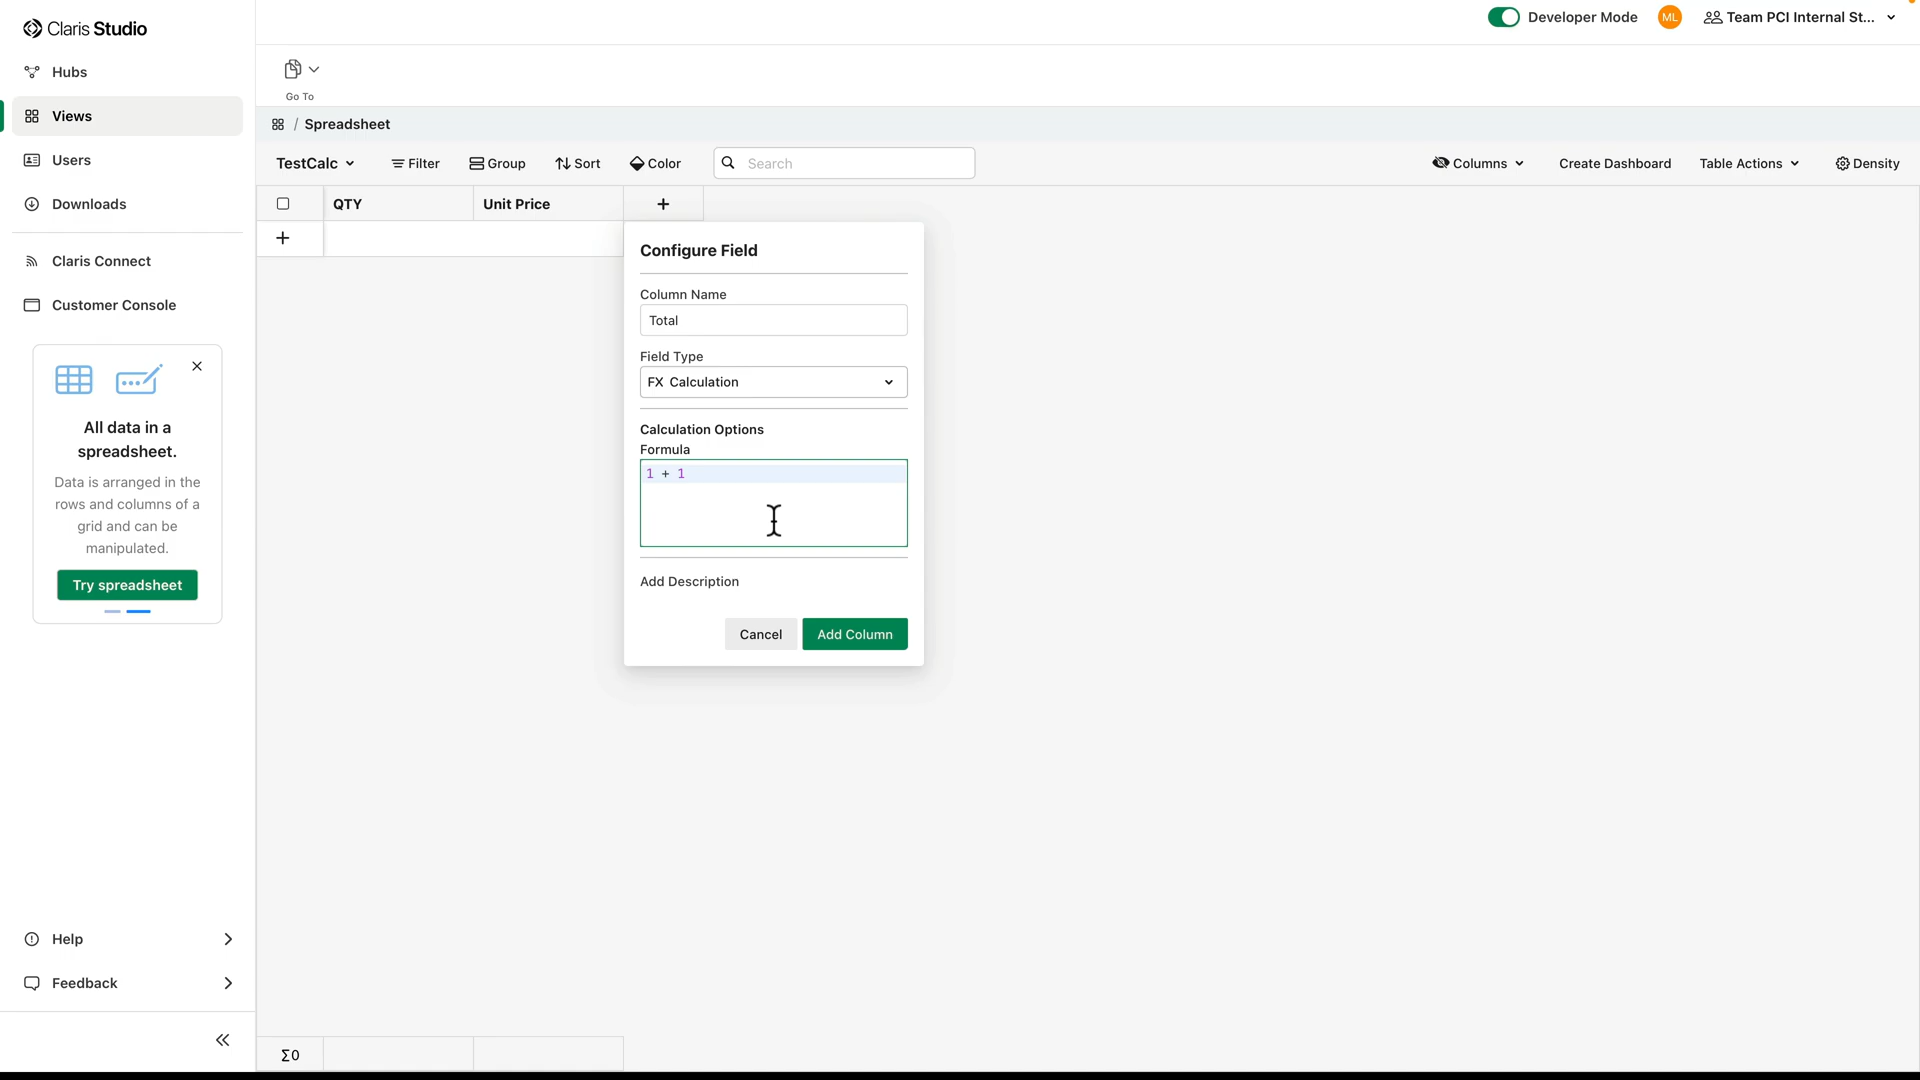 Claris Studio
Developer Mode
ML
Team PCI Internal St...
Hubs
Views
Users
Downloads
Claris Connect
Customer Console
All data in a
spreadsheet.
Data is arranged in the
rows and columns of a
grid and can be
manipulated.
Try spreadsheet
Help
Feedback
Go To
/ Spreadsheet
TestCalc
Filter
Group
Sort
Color
Search
Columns
Create Dashboard
Table Actions
Density
QTY
Unit Price
+
+
Configure Field
Column Name
Total
Field Type
FX Calculation
Calculation Options
Formula
1 + 1
Add Description
Cancel
Add Column
Σ0